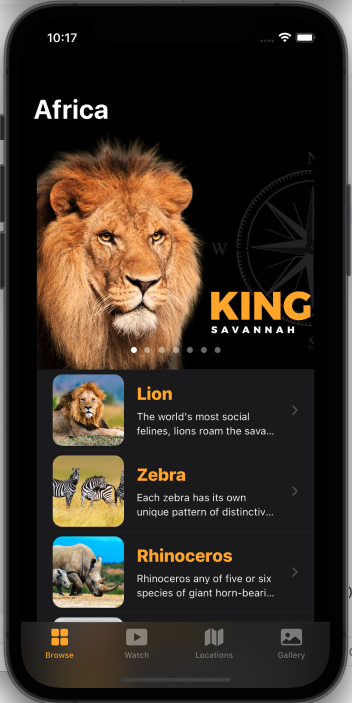 10:17
Africa
N
W
KING
SAVANNAH
Lion
The world's most social
felines, lions roam the sava...
Zebra
Each zebra has its own
unique pattern of distinctiv...
Rhinoceros
Rhinoceros any of five or six
species of giant horn-beari...
Browse
Watch
Locations
Gallery